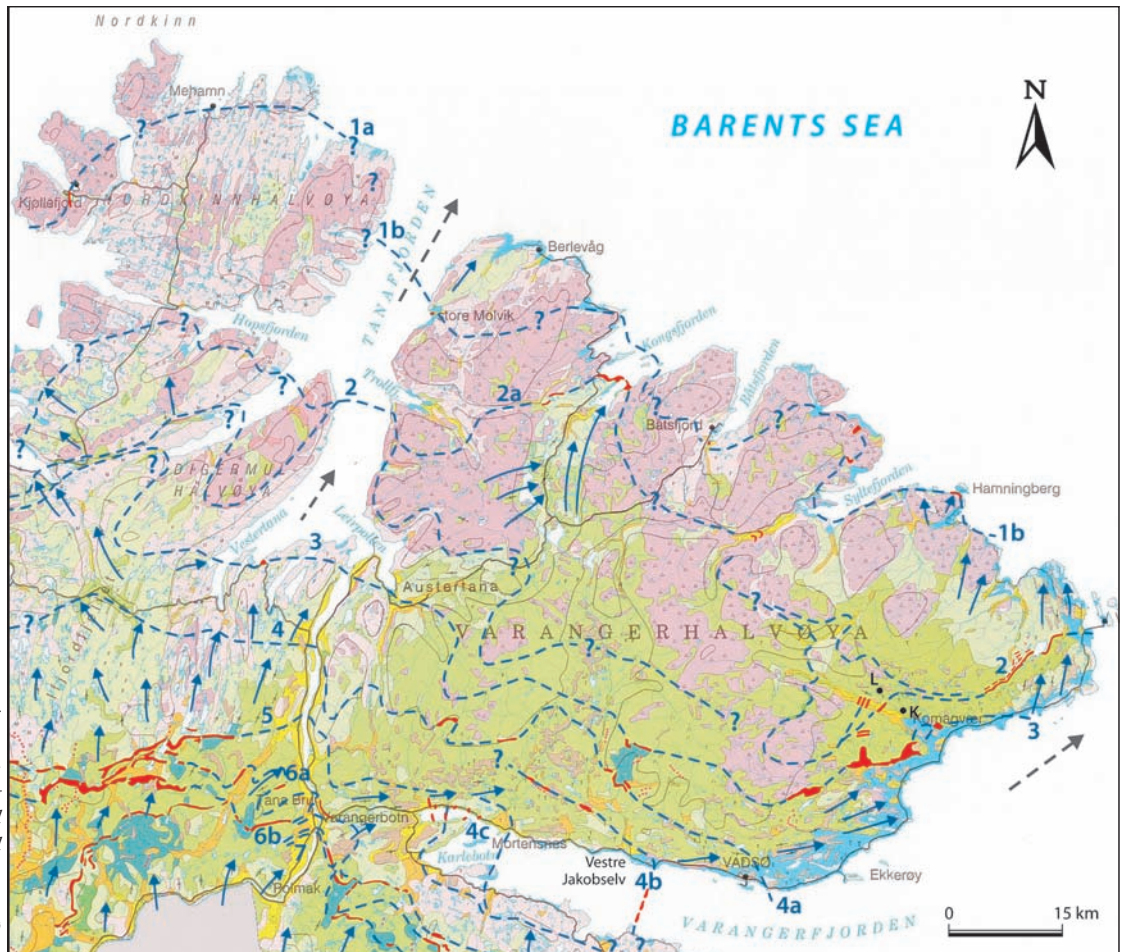 Nordkinn
Mehamn
N
BARENTS SEA
1a
?
?
?
Kjøllefjord
NORDKINNHALVØYA
?
1b
?
TANAFJORDEN
Berlevåg
store Molvik
Hopsfjorden
?
?
Kongsfjorden
?
Trollfj
2
2a
Båtsfjorden
?
?
?
?
Båtsfjord
?
?
?
DIGERMUL
HALVØYA
Syltefjorden
Hamningberg
?
Vestertana
Leirpollen
1b
3
?
Austertana
?
4
?
VARANGERHALVØYA
?
L
2
5
K
Komagvær
?
?
3
6a
?
Tana Bru
Varangerbotn
4c
6b
Mortensnes
Karlebotn
Vestre
Jakobselv
VADSØ
4b
Ekkerøy
Polmak
4a
VARANGERFJORDEN
?
0
15 km